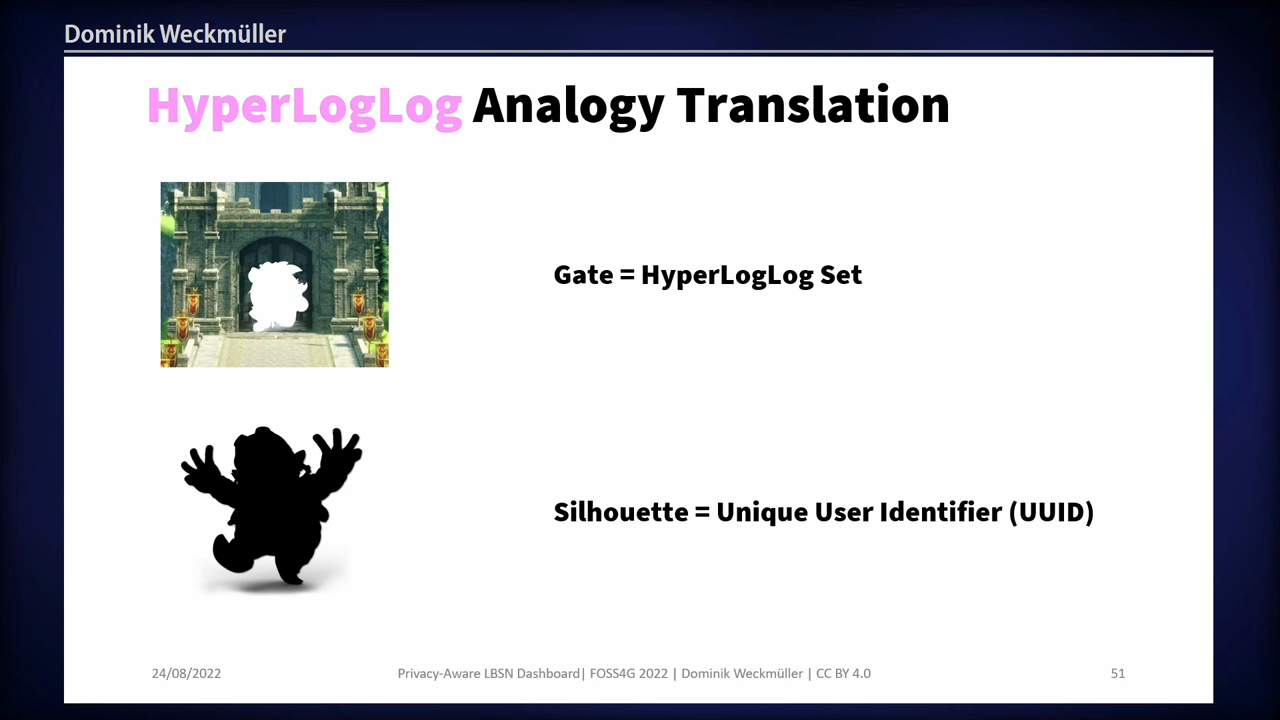 Dominik Weckmüller
HyperLogLog Analogy Translation
Gate = HyperLogLog Set
Silhouette = Unique User Identifier (UUID)
24/08/2022
Privacy-Aware LBSN Dashboard| FOSS4G 2022 | Dominik Weckmüller | CC BY 4.0
51